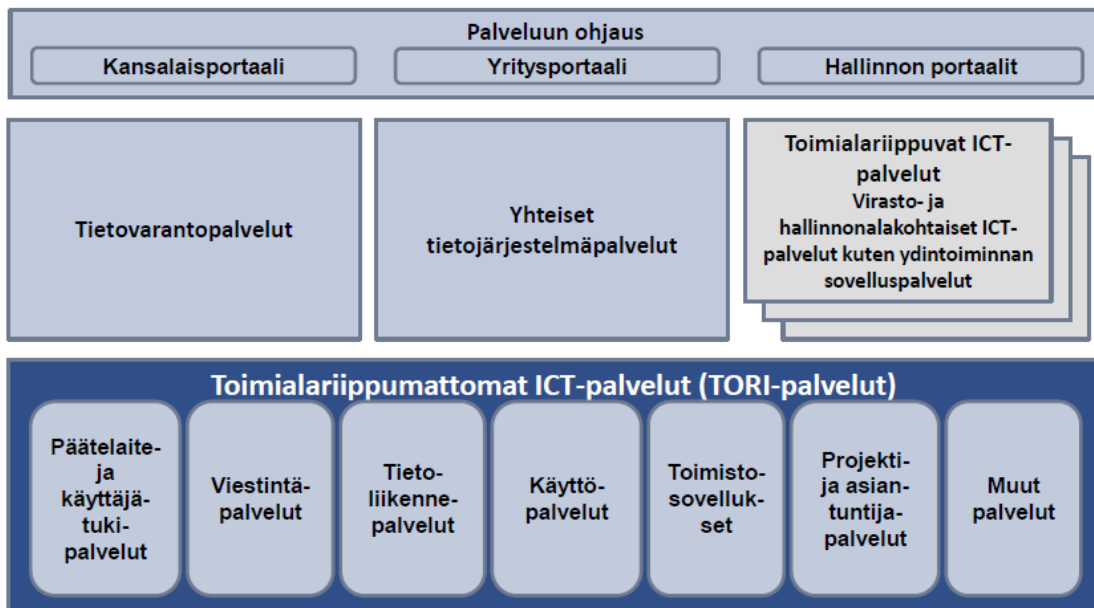 Palveluun ohjaus
Kansalaisportaali
Yritysportaali
Hallinnon portaalit
Tietovarantopalvelut
Yhteiset
tietojärjestelmäpalvelut
Toimialariippuvat ICT-
palvelut
Virasto- ja
hallinnonalakohtaiset ICT-
palvelut kuten ydintoiminnan
sovelluspalvelut
Toimialariippumattomat ICT-palvelut (TORI-palvelut)
Päätelaite-
ja
käyttäjä-
tuki-
palvelut
Viestintä-
palvelut
Tieto-
liikenne-
palvelut
Käyttö-
palvelut
Toimisto-
sovelluk-
set
Projekti-
ja asian-
tuntija-
palvelut
Muut
palvelut